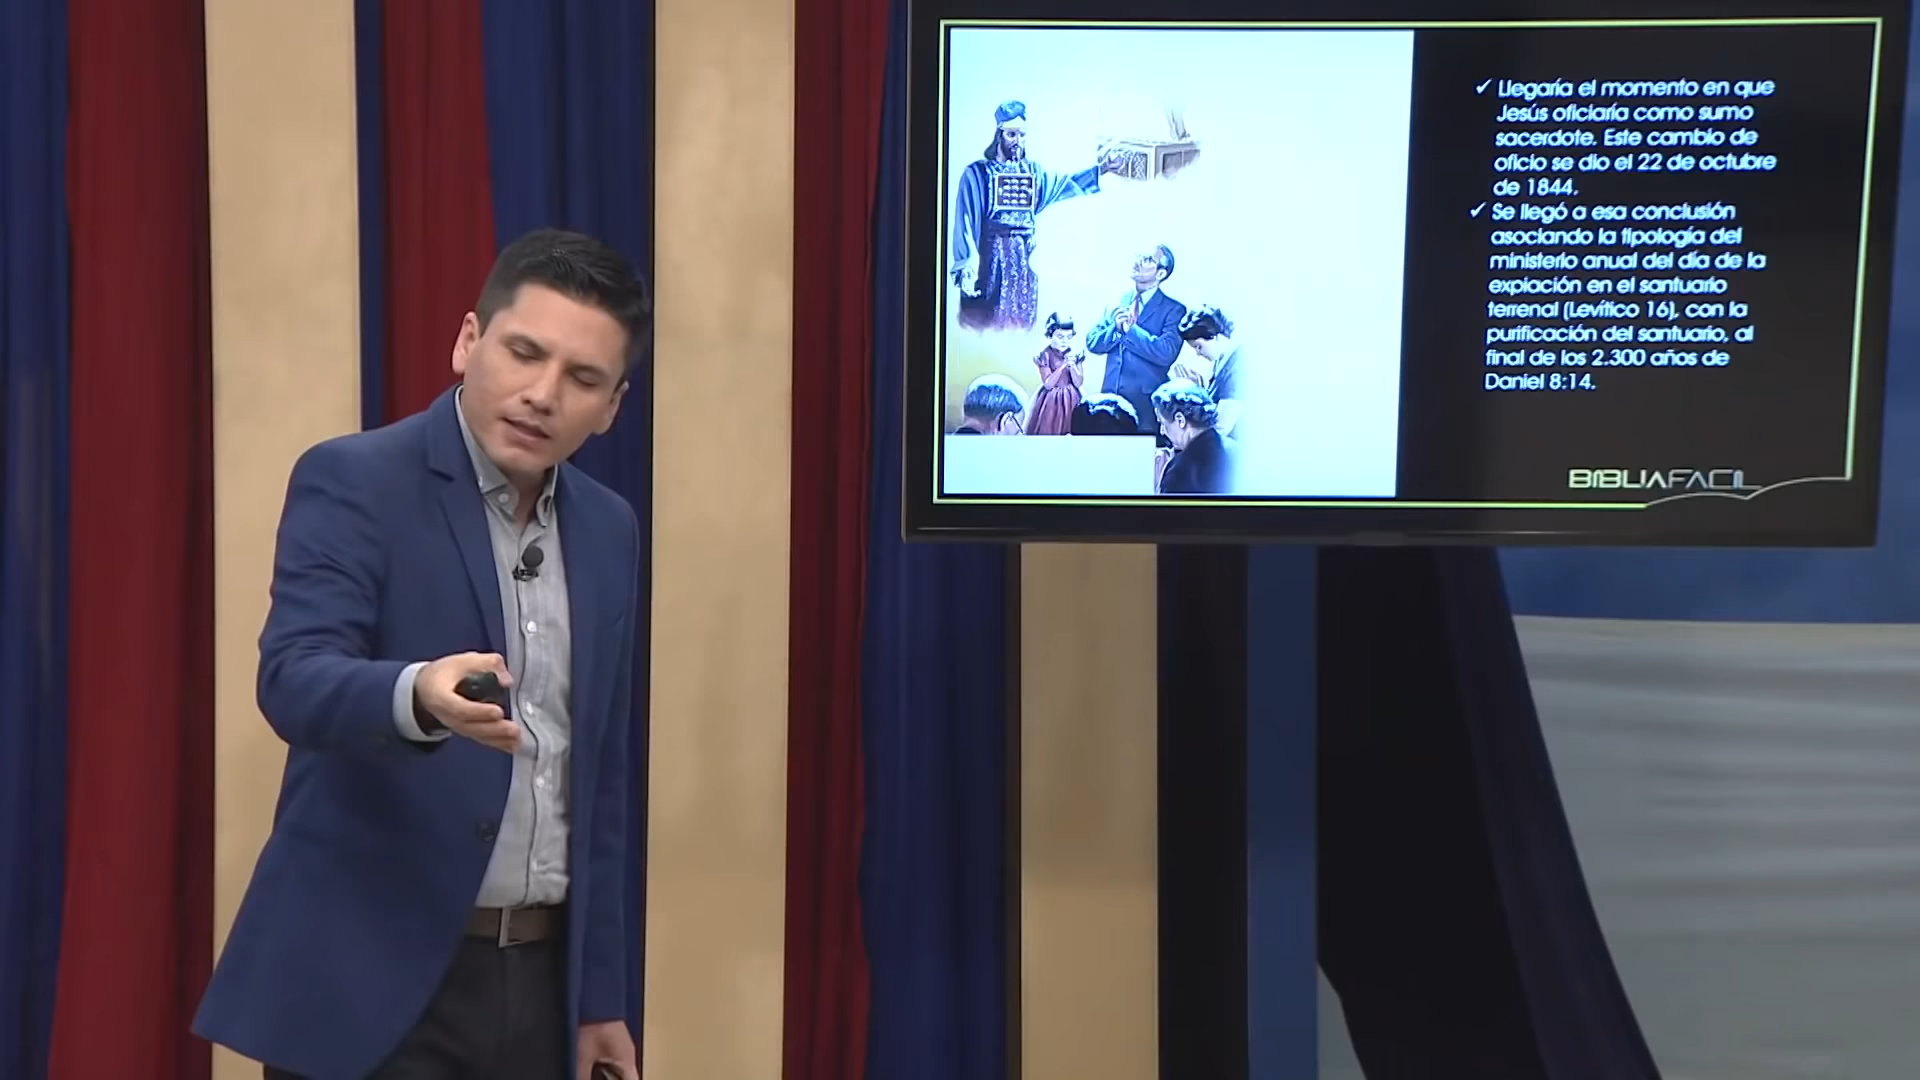 ✓ Llegaría el momento en que
Jesús oficiaría como sumo
sacerdote. Este cambio de
oficio se dio el 22 de octubre
de 1844.
✓ Se llegó a esa conclusión
asociando la tipología del
ministerio anual del día de la
expiación en el santuario
terrenal (Levítico 16), con la
purificación del santuario, al
final de los 2.300 años de
Daniel 8:14.
BIBLIAFACIL